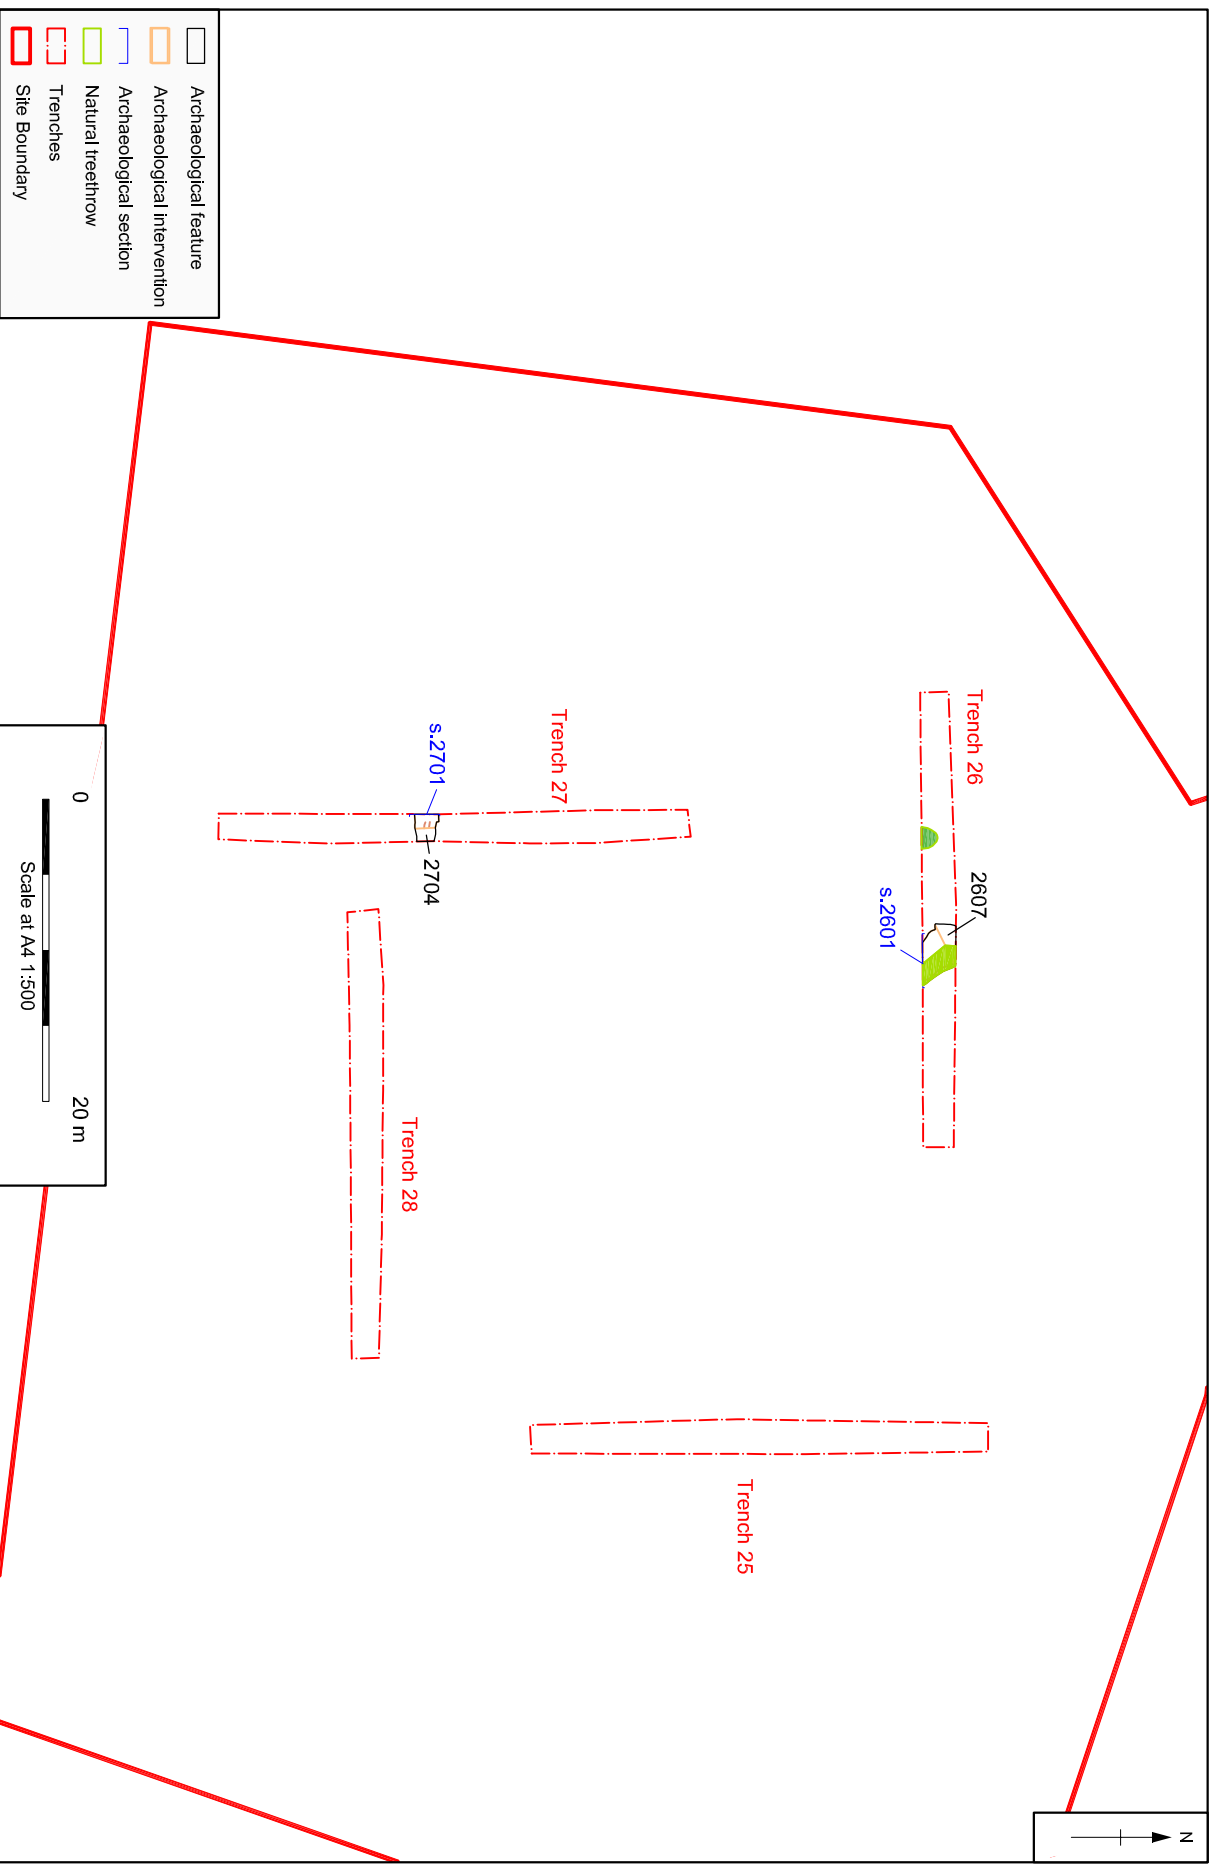 N
Trench 26
2607
s.2601
Trench 25
Trench 27
s.2701
2704
Trench 28
Archaeological feature
Archaeological intervention
Archaeological section
Natural treethrow
Trenches
Site Boundary
0 20 m
Scale at A4 1:500